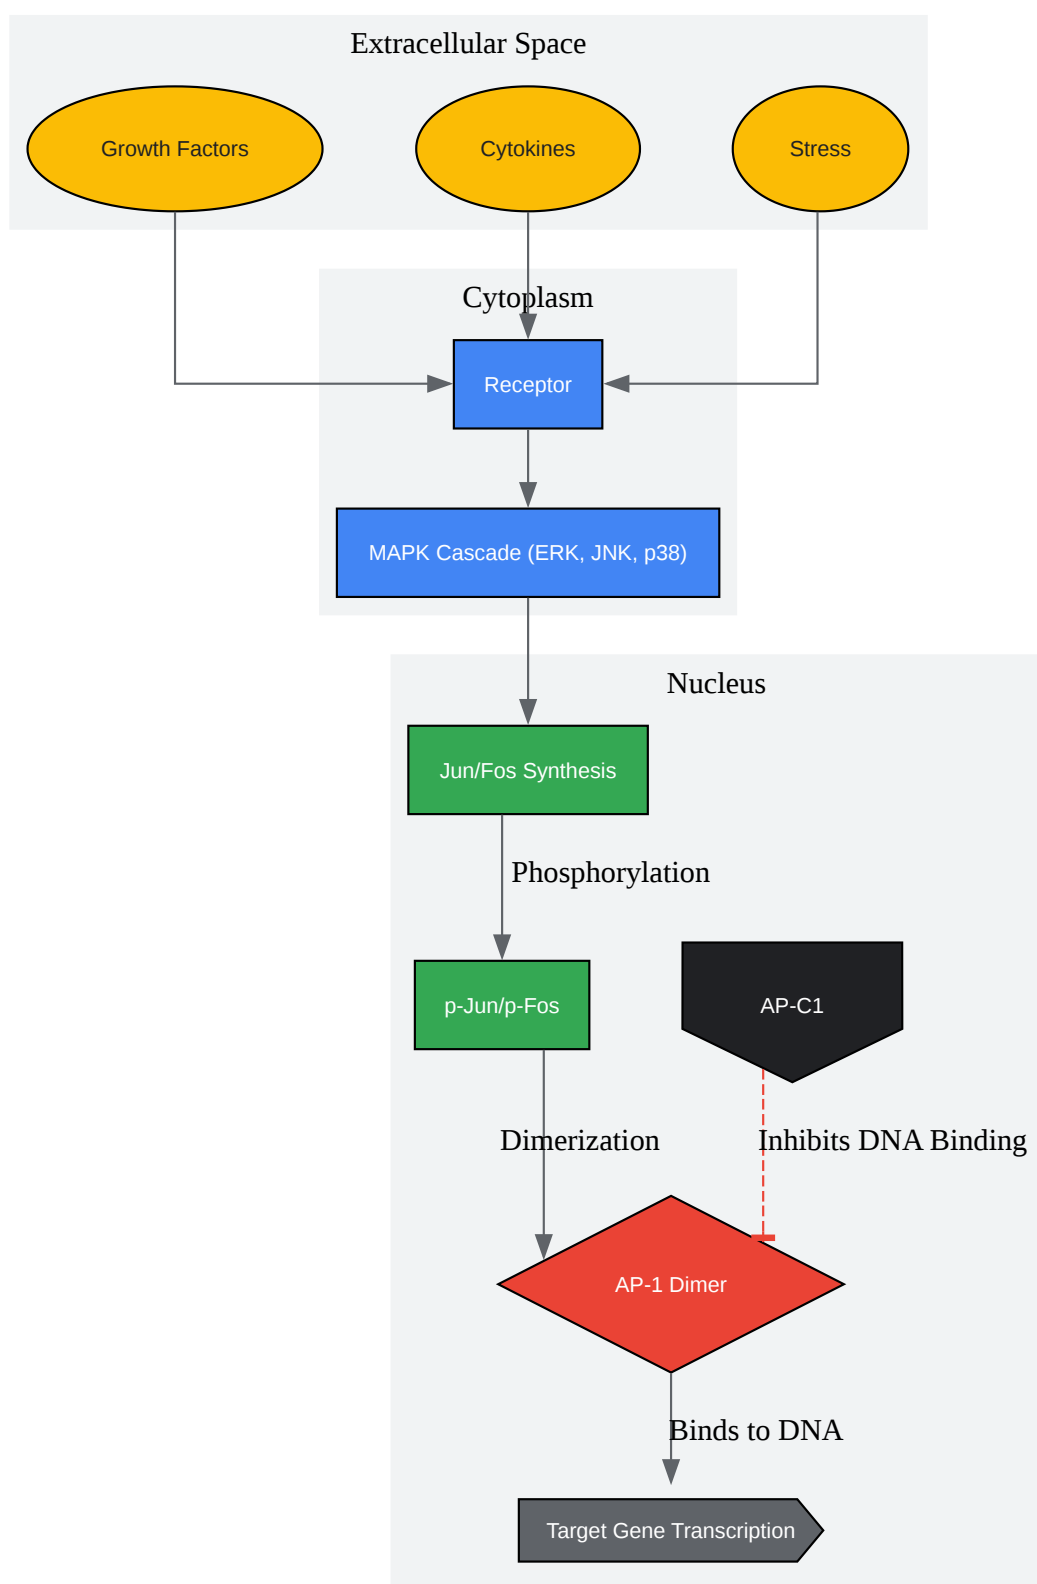 Extracellular Space
Growth Factors
Cytokines
Stress
Cytoplasm
Receptor
MAPK Cascade (ERK, JNK, p38)
Nucleus
Jun/Fos Synthesis
Phosphorylation
p-Jun/p-Fos
AP-C1
Dimerization
Inhibits DNA Binding
AP-1 Dimer
Binds to DNA
Target Gene Transcription